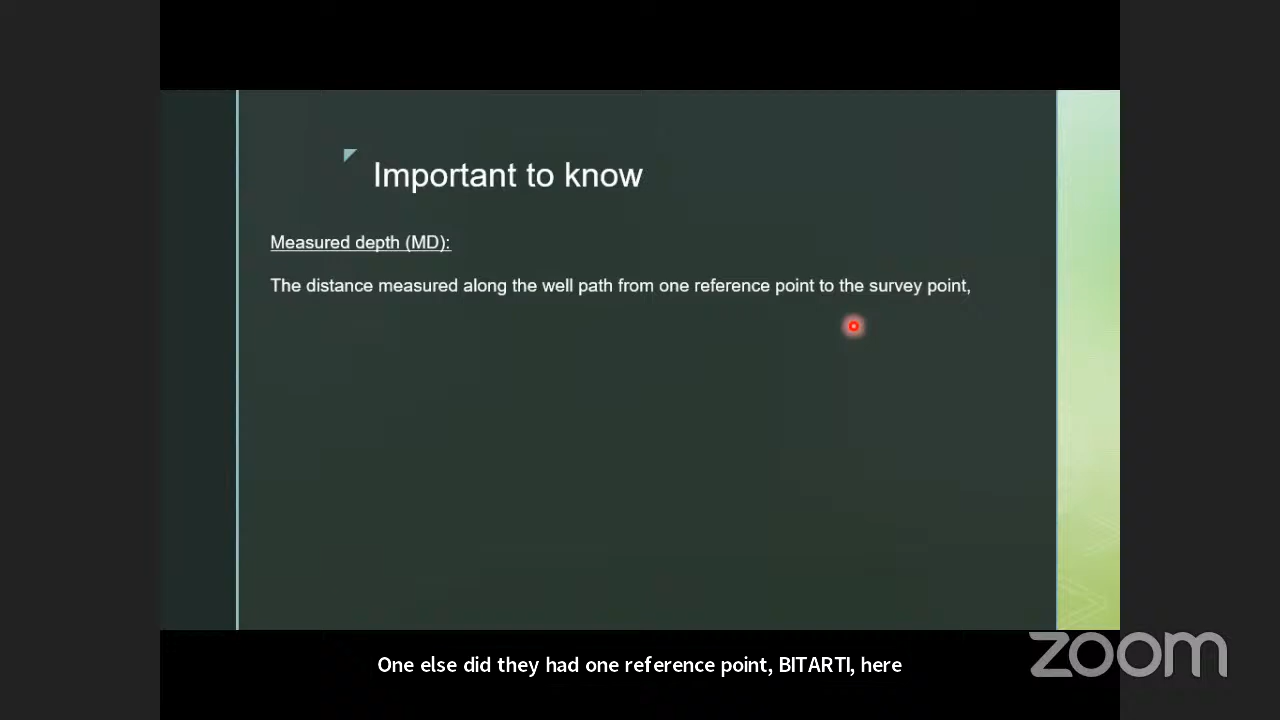 Important to know
Measured depth (MD):
The distance measured along the well path from one reference point to the survey point,
One else did they had one reference point, BITARTI, here
zoom